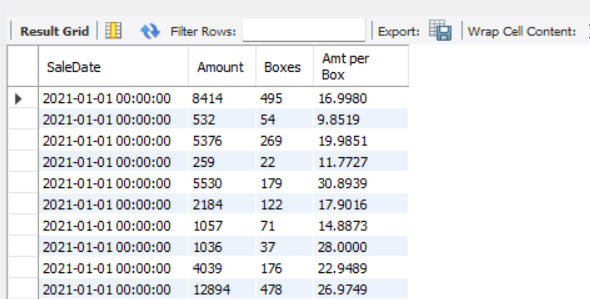 Result Grid Filter Rows: Export: Wrap Cell Content:
SaleDate Amount Boxes Amt per Box
2021-01-01 00:00:00 8414 495 16.9980
2021-01-01 00:00:00 532 54 9.8519
2021-01-01 00:00:00 5376 269 19.9851
2021-01-01 00:00:00 259 22 11.7727
2021-01-01 00:00:00 5530 179 30.8939
2021-01-01 00:00:00 2184 122 17.9016
2021-01-01 00:00:00 1057 71 14.8873
2021-01-01 00:00:00 1036 37 28.0000
2021-01-01 00:00:00 4039 176 22.9489
2021-01-01 00:00:00 12894 478 26.9749